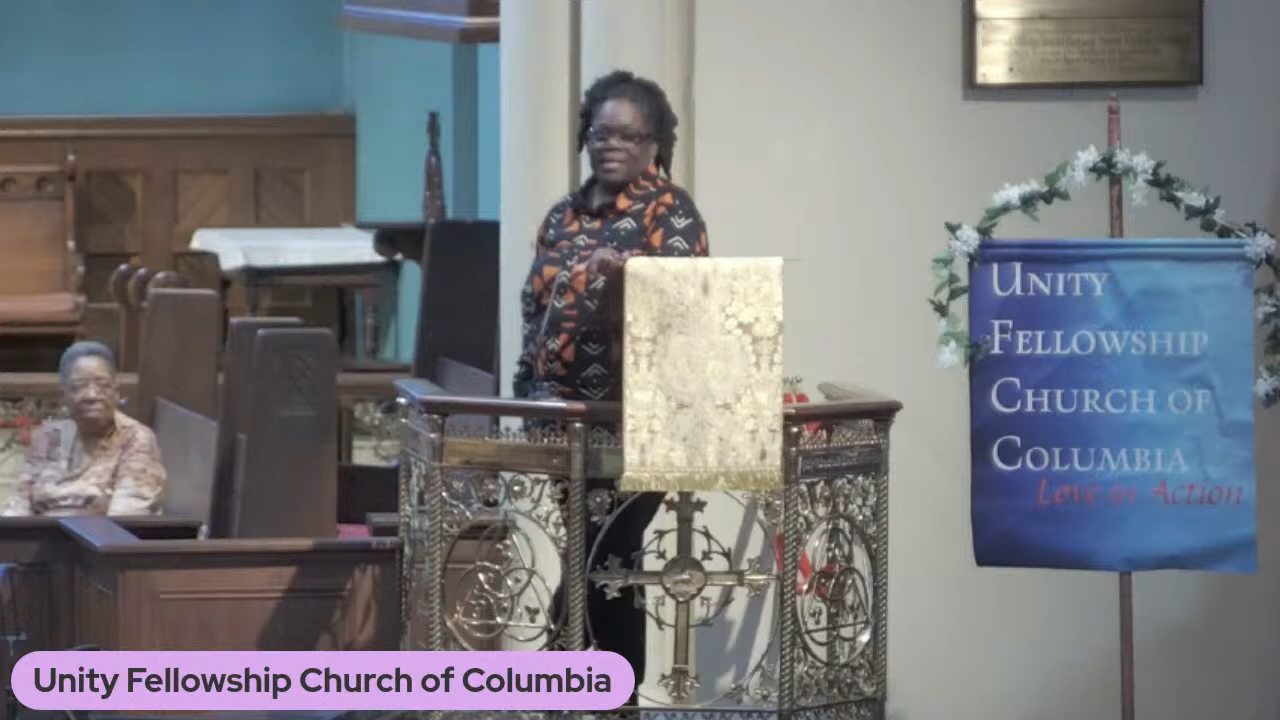 Unity
Fellowship
Church of
Columbia
Love in Action
Unity Fellowship Church of Columbia